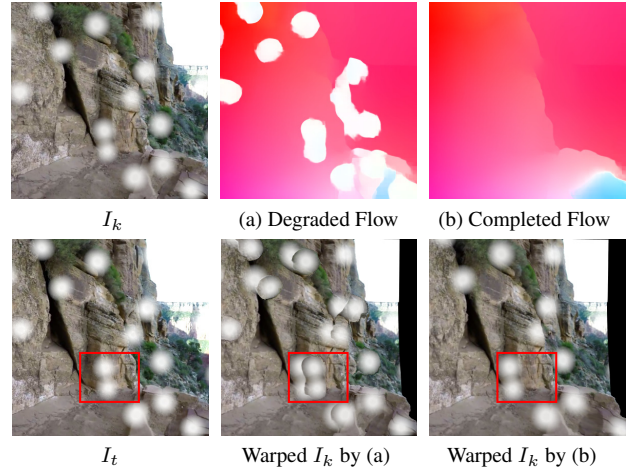 I_k
(a) Degraded Flow
(b) Completed Flow
I_t
Warped I_k by (a)
Warped I_k by (b)